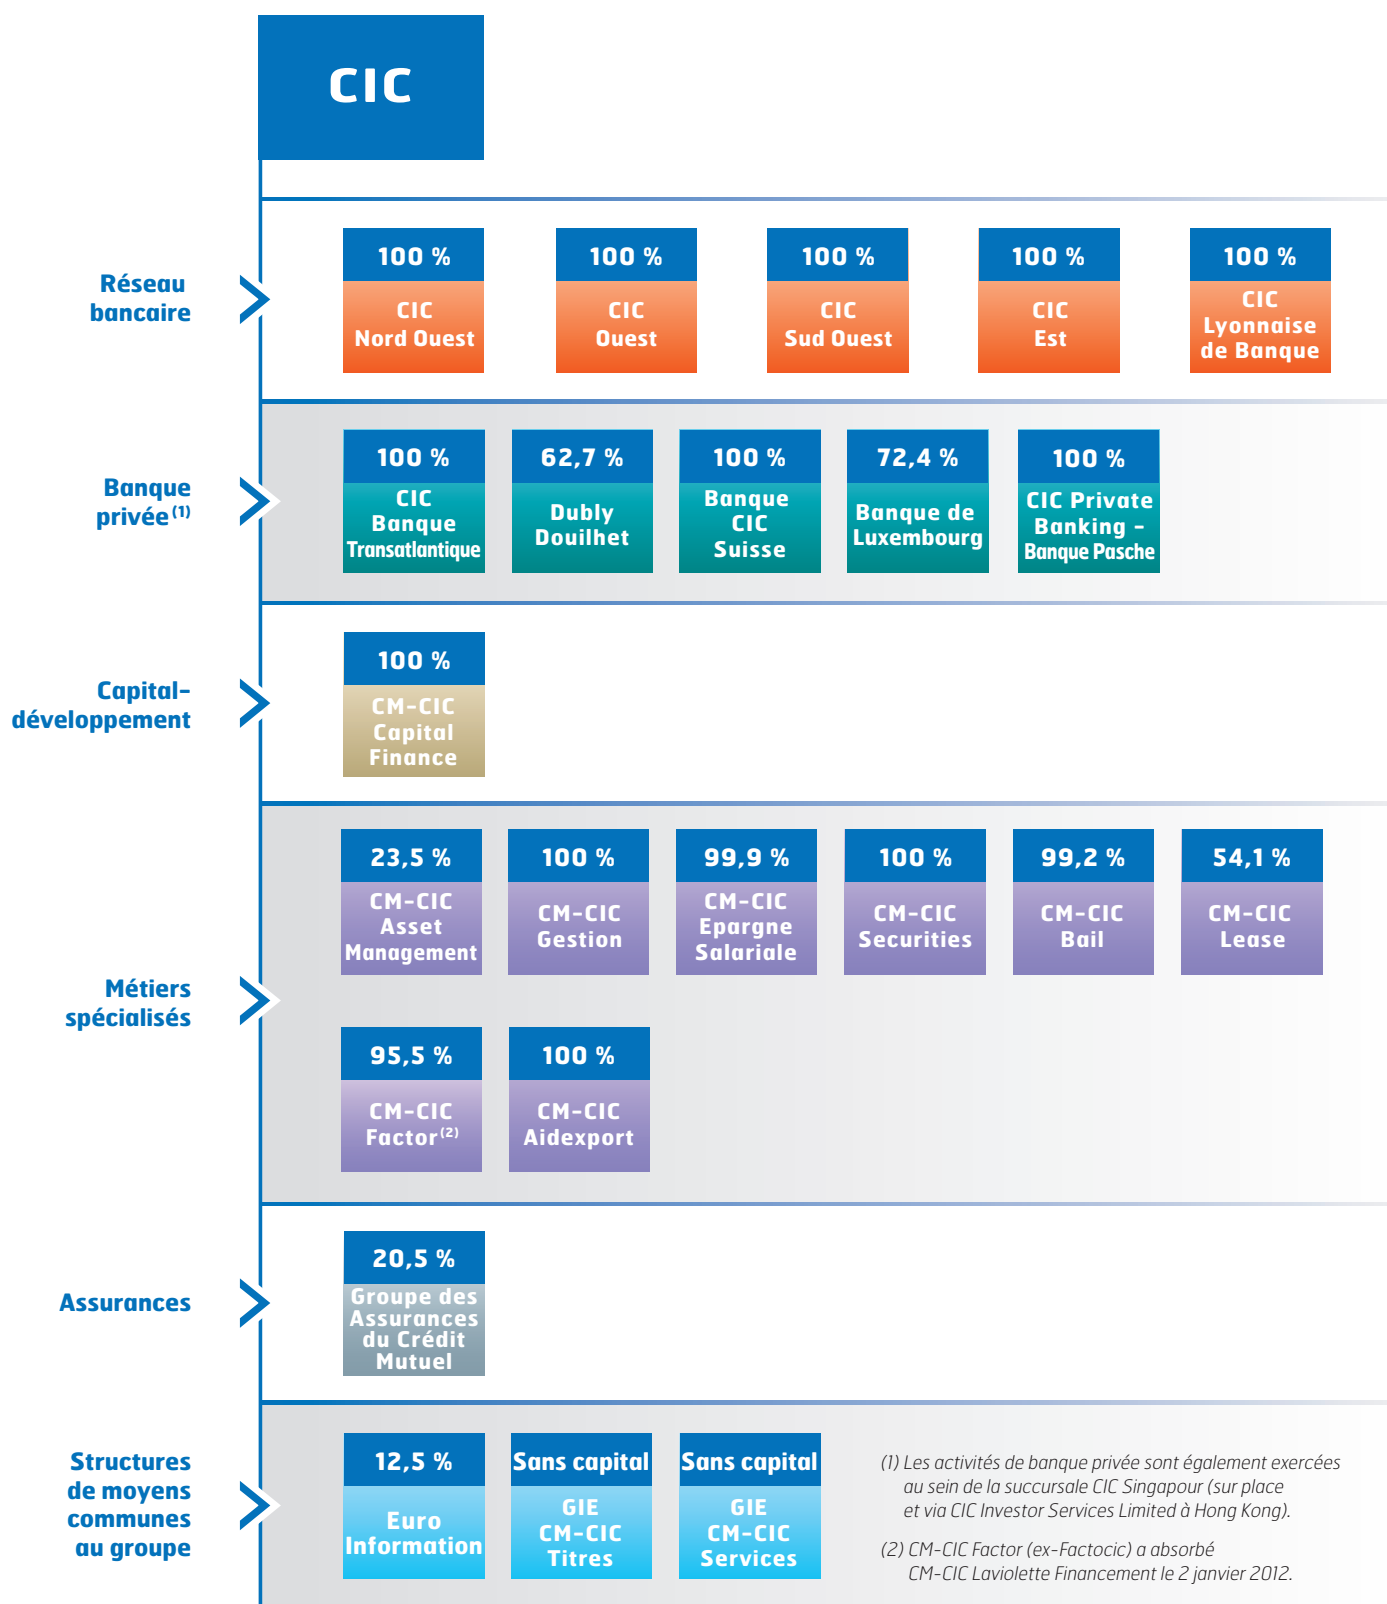 CIC
Réseau
bancaire
100 %
CIC
Nord Ouest
100 %
CIC
Ouest
100 %
CIC
Sud Ouest
100 %
CIC
Est
100 %
CIC
Lyonnaise
de Banque
Banque
privée (1)
100 %
CIC
Banque
Transatlantique
62,7 %
Dubly
Douilhet
100 %
Banque
CIC
Suisse
72,4 %
Banque de
Luxembourg
100 %
CIC Private
Banking -
Banque Pasche
Capital-
développement
100 %
CM-CIC
Capital
Finance
Métiers
spécialisés
23,5 %
CM-CIC
Asset
Management
100 %
CM-CIC
Gestion
99,9 %
CM-CIC
Epargne
Salariale
100 %
CM-CIC
Securities
99,2 %
CM-CIC
Bail
54,1 %
CM-CIC
Lease
95,5 %
CM-CIC
Factor (2)
100 %
CM-CIC
Aidexport
Assurances
20,5 %
Groupe des
Assurances
du Crédit
Mutuel
Structures
de moyens
communes
au groupe
12,5 %
Euro
Information
Sans capital
GIE
CM-CIC
Titres
Sans capital
GIE
CM-CIC
Services
(1) Les activités de banque privée sont également exercées
au sein de la succursale CIC Singapour (sur place
et via CIC Investor Services Limited à Hong Kong).
(2) CM-CIC Factor (ex-Factocic) a absorbé
CM-CIC Laviolette Financement le 2 janvier 2012.